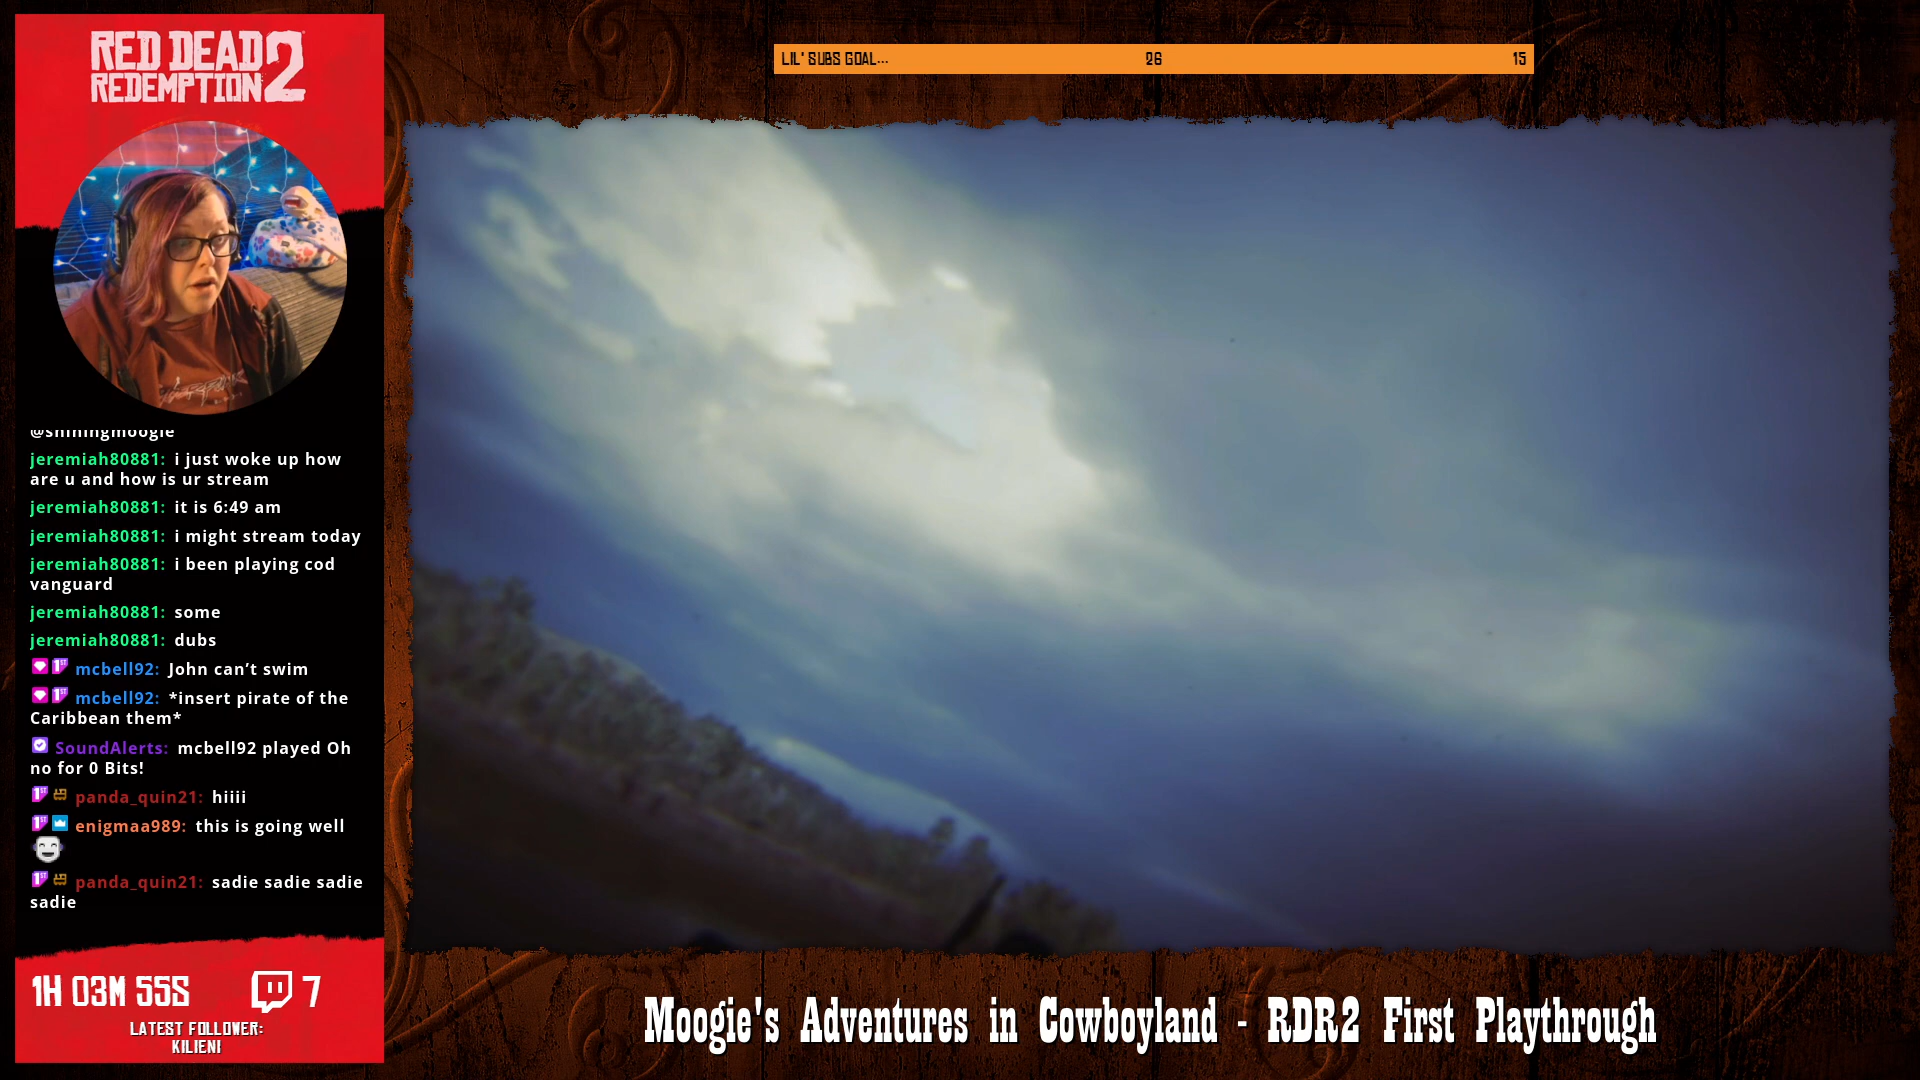 RED DEAD
REDEMPTION 2
LIL' SUBS GOAL... 26 15
@shiningmoogie
jeremiah80881: i just woke up how
are u and how is ur stream
jeremiah80881: it is 6:49 am
jeremiah80881: i might stream today
jeremiah80881: i been playing cod
vanguard
jeremiah80881: some
jeremiah80881: dubs
mcbell92: John can’t swim
mcbell92: *insert pirate of the
Caribbean them*
SoundAlerts: mcbell92 played Oh
no for 0 Bits!
panda_quin21: hiiii
enigmaa989: this is going well
panda_quin21: sadie sadie sadie
sadie
1H 03M 55S 7
LATEST FOLLOWER:
KILIENI
Moogie's Adventures in Cowboyland - RDR2 First Playthrough